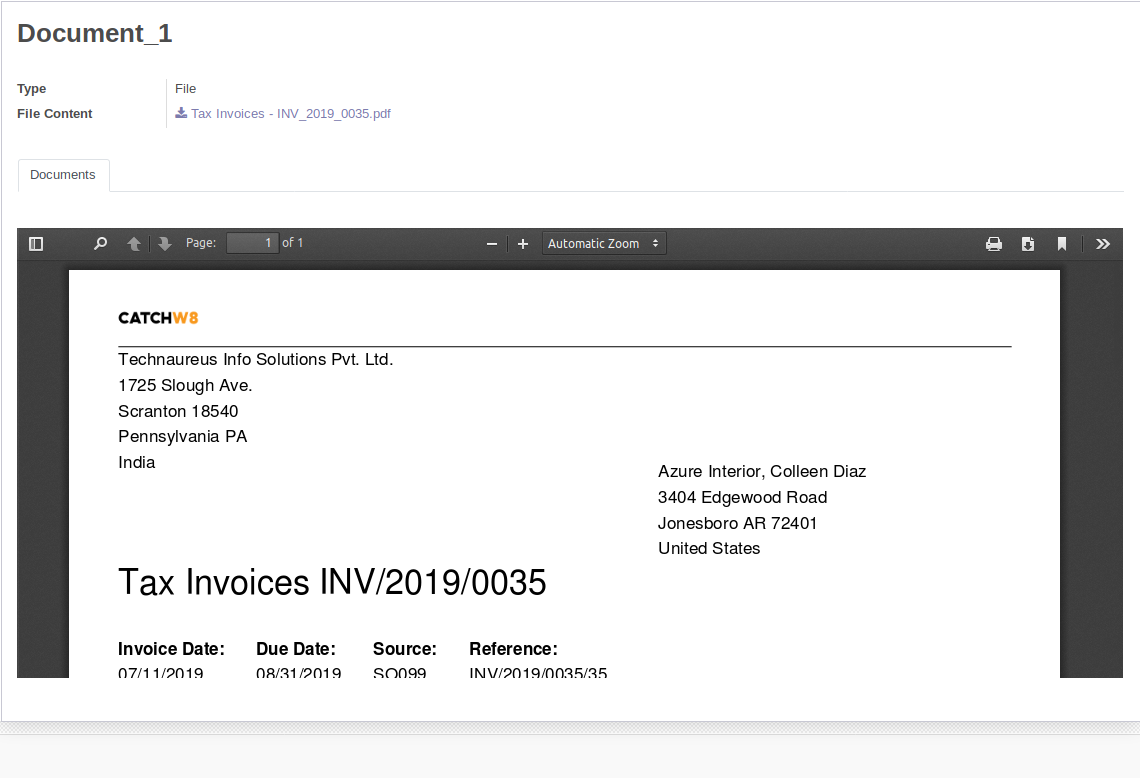 Document_1
Type File
File Content Tax Invoices - INV_2019_0035.pdf
Documents
Page: 1 of 1 Automatic Zoom
CATCHW8
Technaureus Info Solutions Pvt. Ltd.
1725 Slough Ave.
Scranton 18540
Pennsylvania PA
India
Azure Interior, Colleen Diaz
3404 Edgewood Road
Jonesboro AR 72401
United States
Tax Invoices INV/2019/0035
Invoice Date: Due Date: Source: Reference:
07/11/2019 08/31/2019 SO099 INV/2019/0035/35